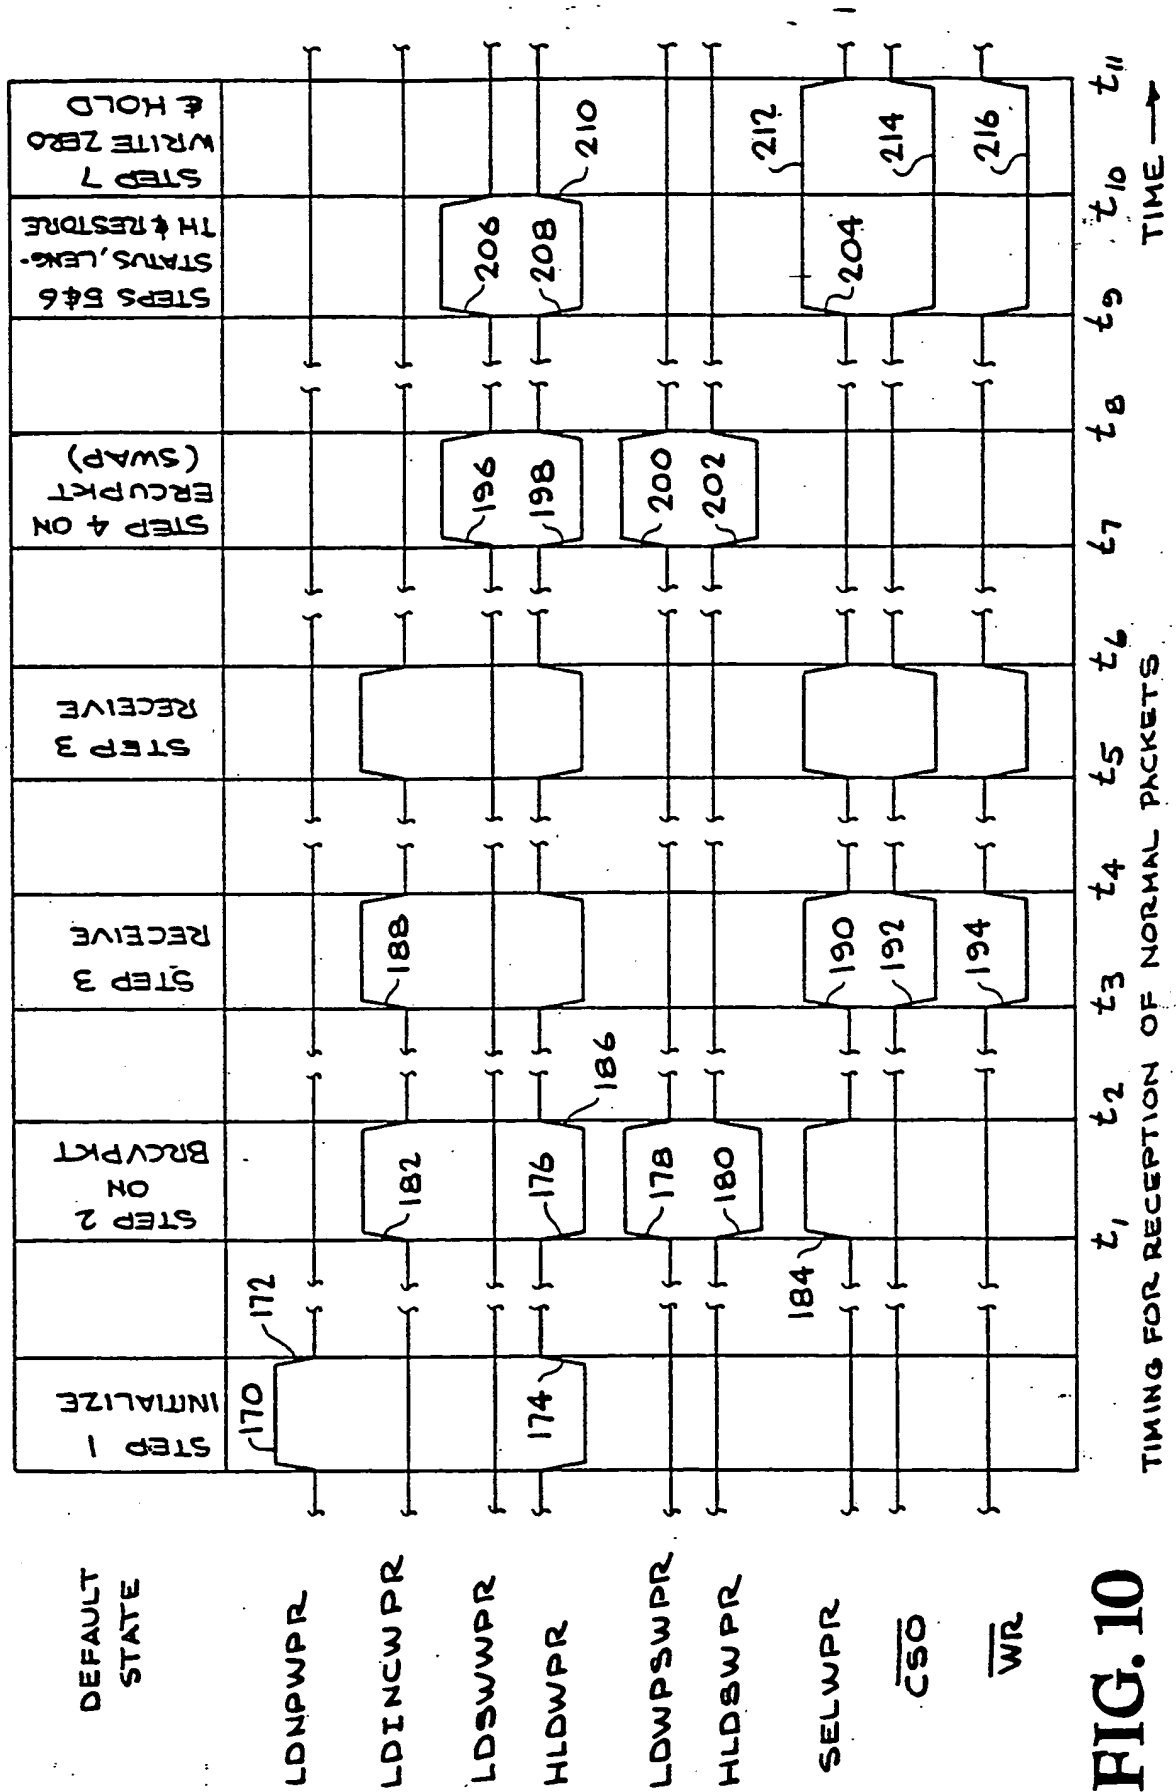 DEFAULT
STATE
STEP 1
INITIALIZE
STEP 2
ON
BRCVPKT
STEP 3
RECEIVE
STEP 3
RECEIVE
STEP 4 ON
ERCVPKT
(SWAP)
STEPS 5&6
STATUS, LENG-
TH & RESTORE
STEP 7
WRITE ZERO
& HOLD
LDNPWPR
170
172
LDINCWPR
182
188
LDSWWPR
196
206
HLDWPR
174
176
186
198
208
210
LDWPSWPR
178
200
HLDSWPR
180
202
SELWPR
184
190
204
212
CSO
192
214
WR
194
216
t1 t2 t3 t4 t5 t6 t7 t8 t9 t10 t11
TIME
TIMING FOR RECEPTION OF NORMAL PACKETS
FIG. 10